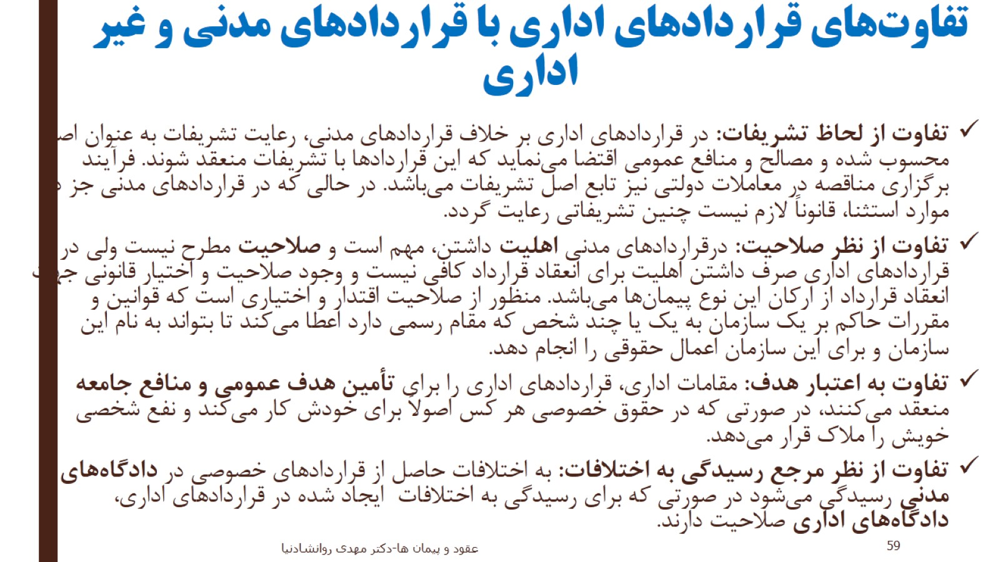 تفاوت‌های قراردادهای اداری با قراردادهای مدنی و غیر
اداری
✓ تفاوت از لحاظ تشریفات: در قراردادهای اداری بر خلاف قراردادهای مدنی، رعایت تشریفات به عنوان
محسوب شده و مصالح و منافع عمومی اقتضا می‌نماید که این قراردادها با تشریفات منعقد شوند. فرآیند
برگزاری مناقصه در معاملات دولتی نیز تابع اصل تشریفات می‌باشد. در حالی که در قراردادهای مدنی جز
موارد استثنا، قانوناً لازم نیست چنین تشریفاتی رعایت گردد.
✓ تفاوت از نظر صلاحیت: درقراردادهای مدنی اهلیت داشتن، مهم است و صلاحیت مطرح نیست ولی در
قراردادهای اداری صرف داشتن اهلیت برای انعقاد قرارداد کافی نیست و وجود صلاحیت و اختیار قانونی جهت
انعقاد قرارداد از ارکان این نوع پیمان‌ها می‌باشد. منظور از صلاحیت اقتدار و اختیاری است که قوانین و
مقررات حاکم بر یک سازمان به یک یا چند شخص که مقام رسمی دارد اعطا می‌کند تا بتواند به نام این
سازمان و برای این سازمان اعمال حقوقی را انجام دهد.
✓ تفاوت به اعتبار هدف: مقامات اداری، قراردادهای اداری را برای تأمین هدف عمومی و منافع جامعه
منعقد می‌کنند، در صورتی که در حقوق خصوصی هر کس اصولاً برای خودش کار می‌کند و نفع شخصی
خویش را ملاک قرار می‌دهد.
✓ تفاوت از نظر مرجع رسیدگی به اختلافات: به اختلافات حاصل از قراردادهای خصوصی در دادگاه‌های
مدنی رسیدگی می‌شود در صورتی که برای رسیدگی به اختلافات ایجاد شده در قراردادهای اداری،
دادگاه‌های اداری صلاحیت دارند.
59
عقود و پیمان ها-دکتر مهدی روانشادنیا